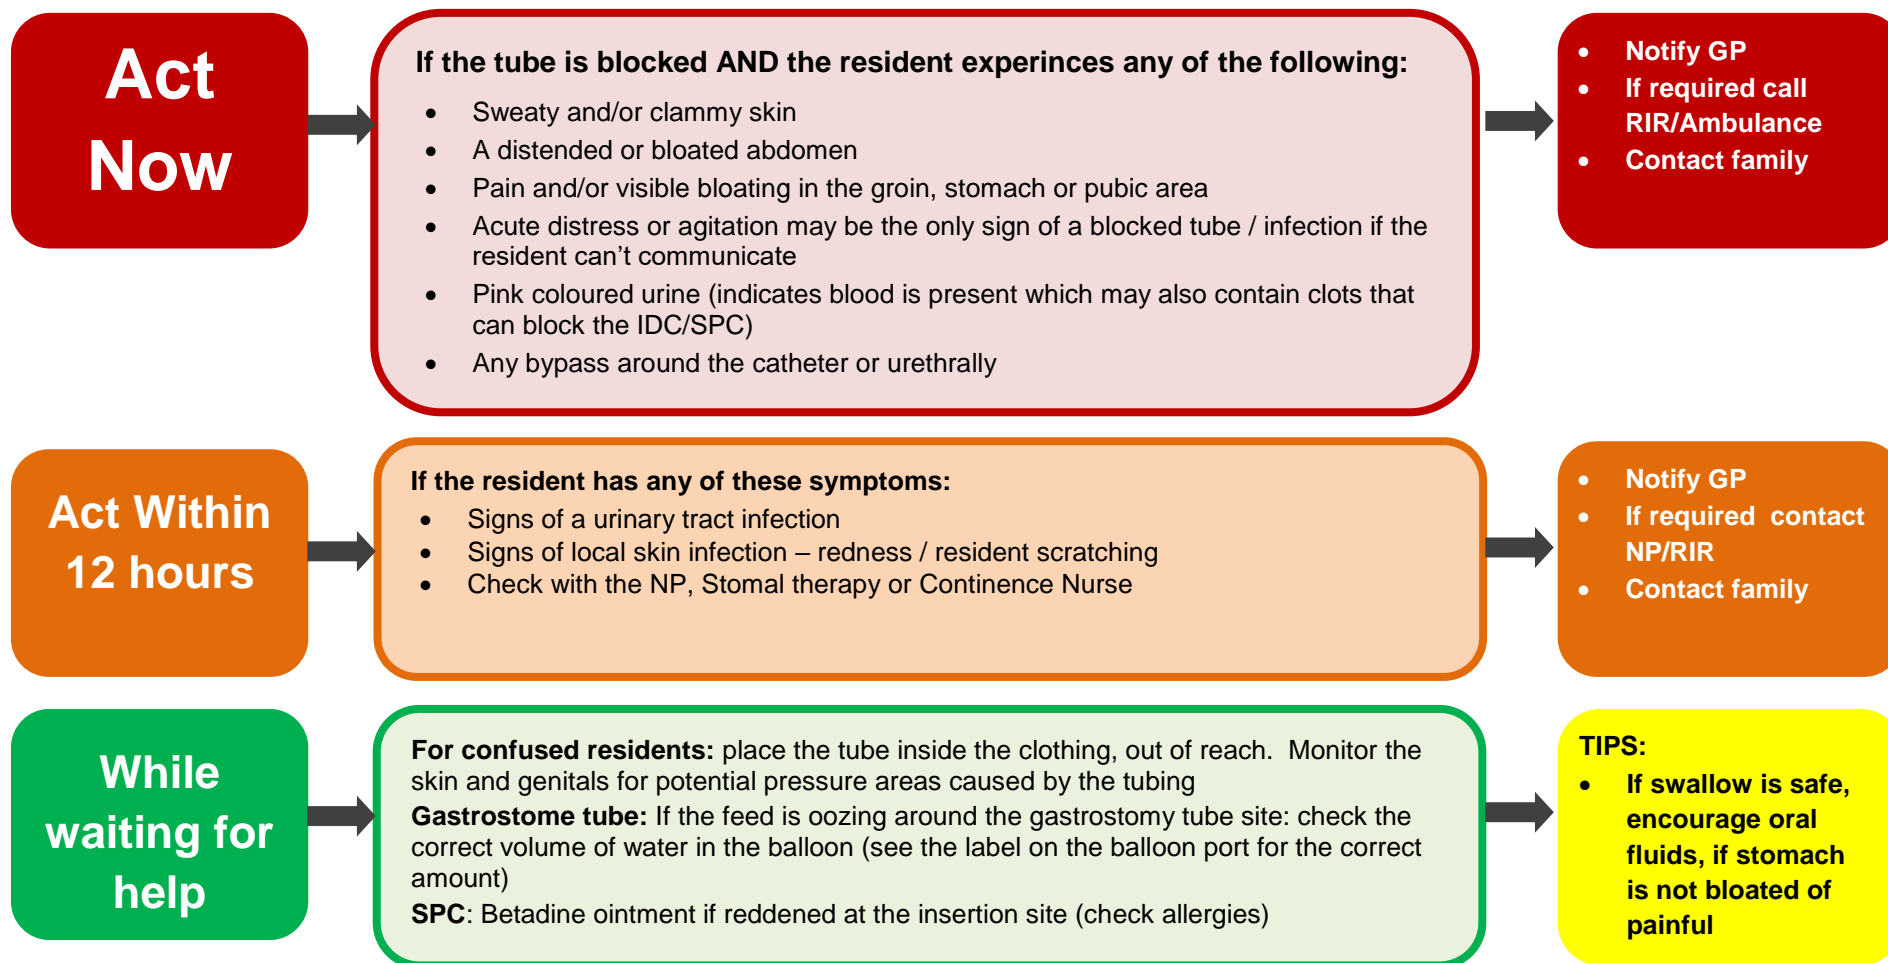 Act
Now
If the tube is blocked AND the resident experinces any of the following:
• Sweaty and/or clammy skin
• A distended or bloated abdomen
• Pain and/or visible bloating in the groin, stomach or pubic area
• Acute distress or agitation may be the only sign of a blocked tube / infection if the
resident can’t communicate
• Pink coloured urine (indicates blood is present which may also contain clots that
can block the IDC/SPC)
• Any bypass around the catheter or urethrally
• Notify GP
• If required call
RIR/Ambulance
• Contact family
Act Within
12 hours
If the resident has any of these symptoms:
• Signs of a urinary tract infection
• Signs of local skin infection – redness / resident scratching
• Check with the NP, Stomal therapy or Continence Nurse
• Notify GP
• If required contact
NP/RIR
• Contact family
While
waiting for
help
For confused residents: place the tube inside the clothing, out of reach. Monitor the
skin and genitals for potential pressure areas caused by the tubing
Gastrostome tube: If the feed is oozing around the gastrostomy tube site: check the
correct volume of water in the balloon (see the label on the balloon port for the correct
amount)
SPC: Betadine ointment if reddened at the insertion site (check allergies)
TIPS:
• If swallow is safe,
encourage oral
fluids, if stomach
is not bloated of
painful